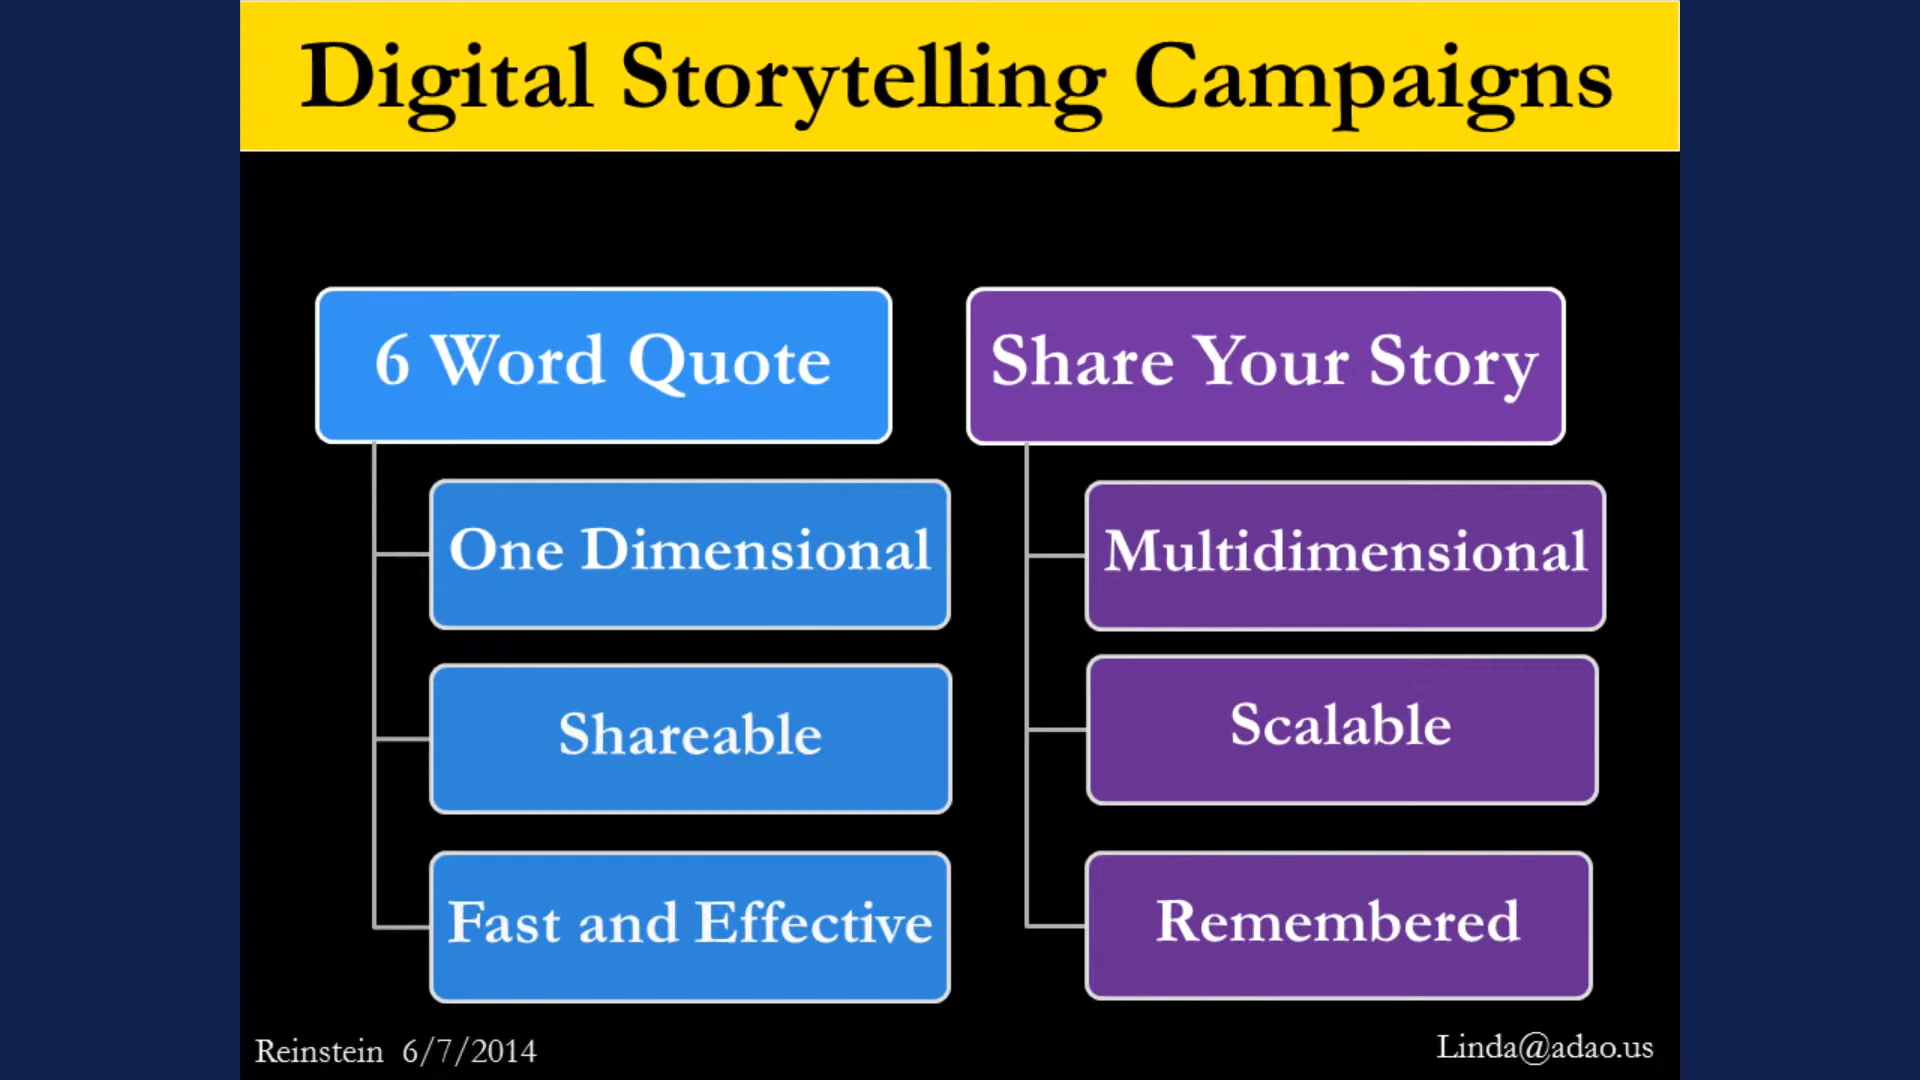 Digital Storytelling Campaigns
6 Word Quote
One Dimensional
Shareable
Fast and Effective
Share Your Story
Multidimensional
Scalable
Remembered
Reinstein 6/7/2014
Linda@adao.us